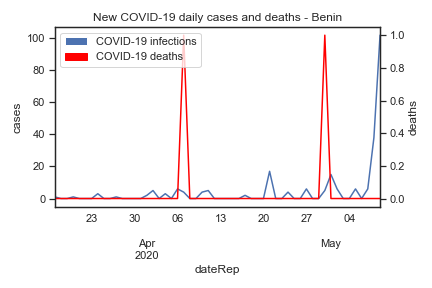 New COVID-19 daily cases and deaths - Benin
COVID-19 infections
COVID-19 deaths
100
80
60
40
20
0
cases
1.0
0.8
0.6
0.4
0.2
0.0
deaths
23 30 06 13 20 27 04
Apr May
2020
dateRep